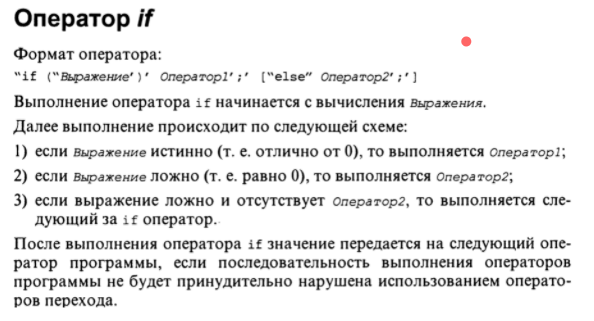 Оператор if
Формат оператора:
"if ("Выражение')' Оператор1';' ["else" Оператор2';']
Выполнение оператора if начинается с вычисления Выражения.
Далее выполнение происходит по следующей схеме:
1) если Выражение истинно (т. е. отлично от 0), то выполняется Оператор1;
2) если Выражение ложно (т. е. равно 0), то выполняется Оператор2;
3) если выражение ложно и отсутствует Оператор2, то выполняется сле-
дующий за if оператор.
После выполнения оператора if значение передается на следующий опе-
ратор программы, если последовательность выполнения операторов
программы не будет принудительно нарушена использованием операто-
ров перехода.